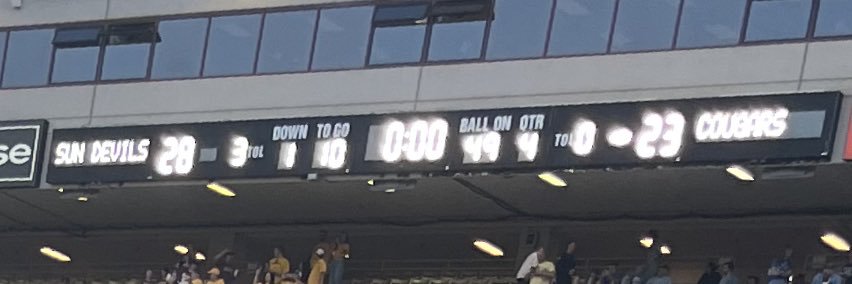 se
SUN DEVILS 28 3 TOL DOWN 1 TO GO 10 0:00 BALL ON 49 QTR 4 TOL 0 23 COUGARS